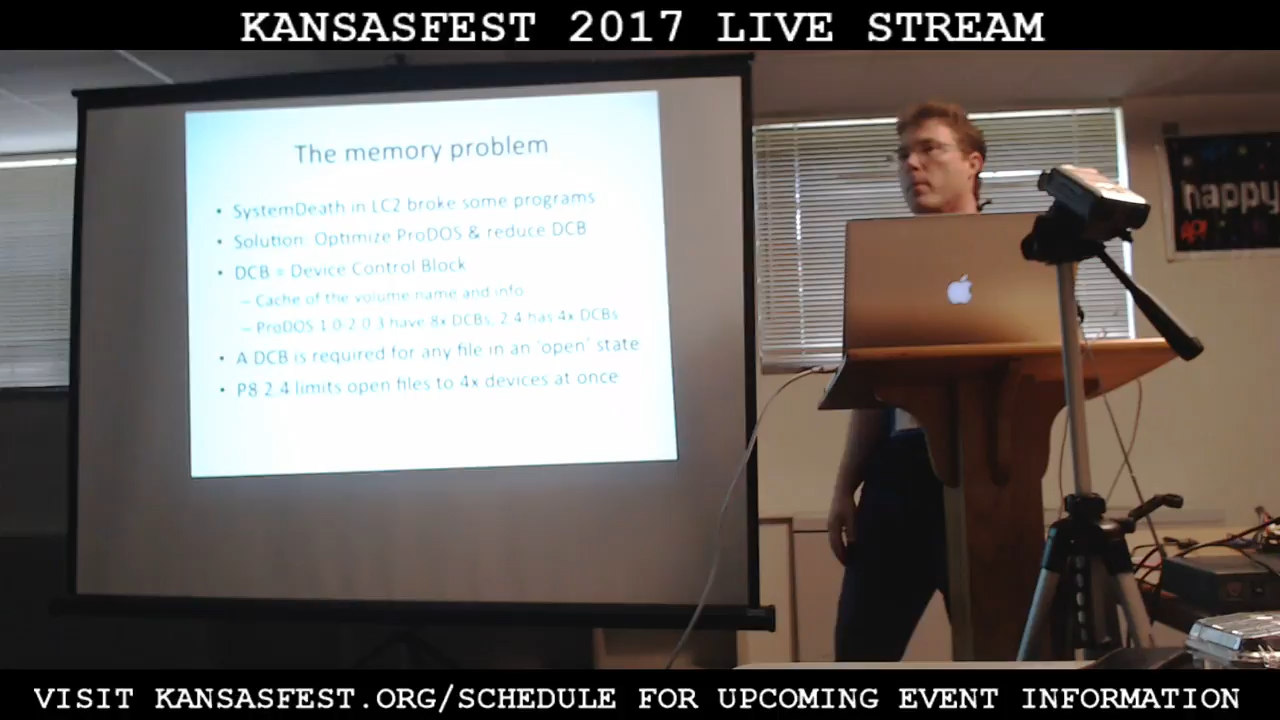 KANSASFEST 2017 LIVE STREAM
The memory problem
• SystemDeath in LC2 broke some programs
• Solution: Optimize ProDOS & reduce DCB
• DCB = Device Control Block
– Cache of the volume name and info
– ProDOS 1.0-2.0.3 have 8x DCBs, 2.4 has 4x DCBs
• A DCB is required for any file in an 'open' state
• P8 2.4 limits open files to 4x devices at once
happy
VISIT KANSASFEST.ORG/SCHEDULE FOR UPCOMING EVENT INFORMATION